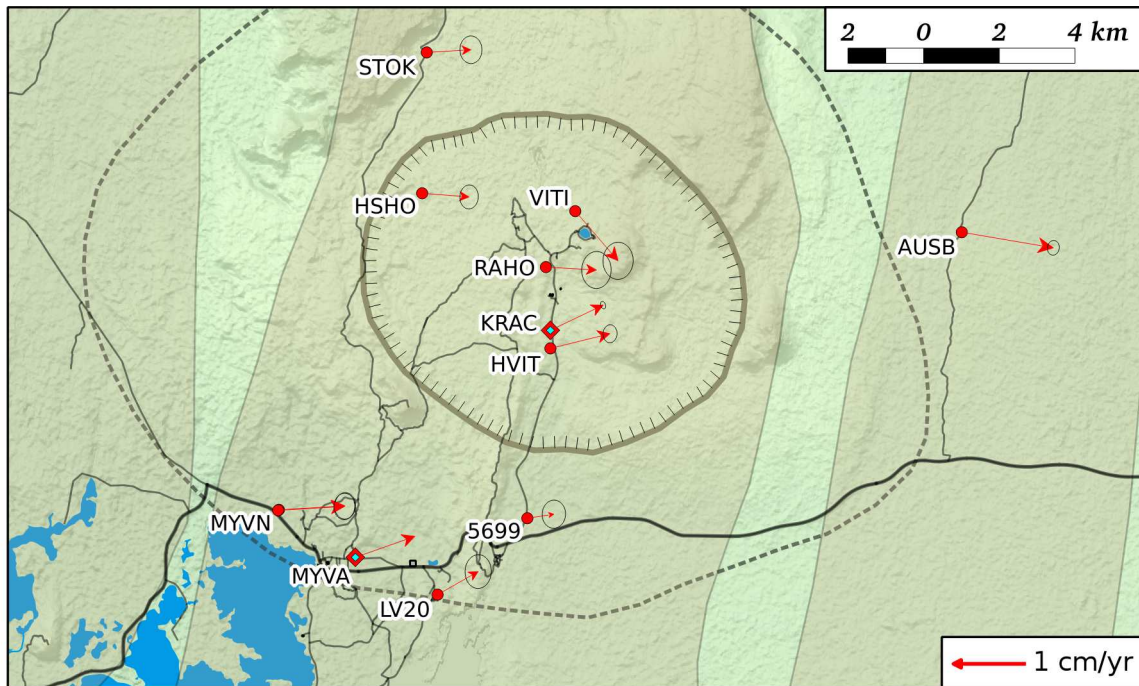 2 0 2 4 km
STOK
HSHO
VITI
AUSB
RAHO
KRAC
HVIT
MYVN
5699
MYVA
LV20
1 cm/yr